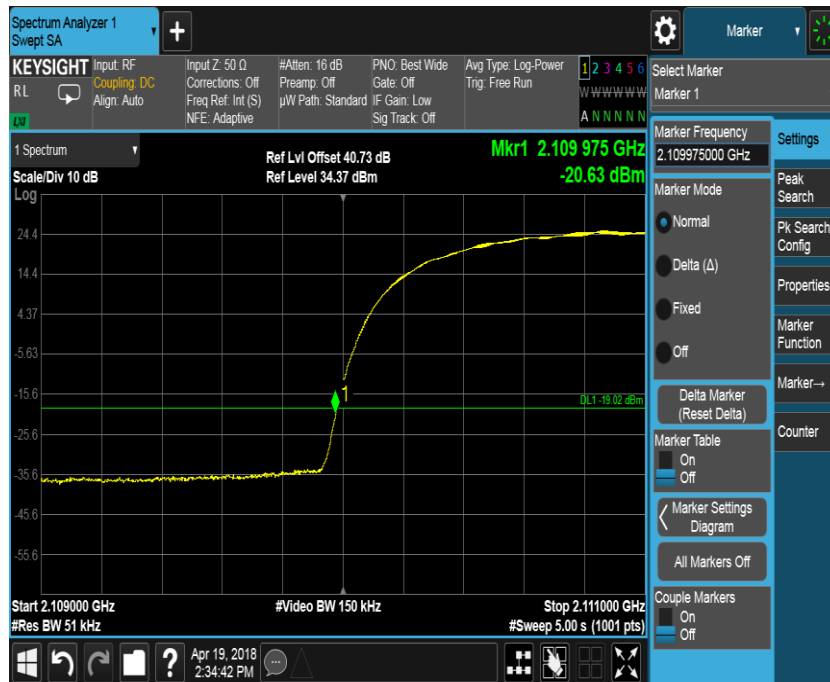 Spectrum Analyzer 1
Swept SA
+
Marker
KEYSIGHT
RL
LXI
Input: RF
Coupling: DC
Align: Auto
Input Z: 50 Ω
Corrections: Off
Freq Ref: Int (S)
NFE: Adaptive
#Atten: 16 dB
Preamp: Off
µW Path: Standard
PNO: Best Wide
Gate: Off
IF Gain: Low
Sig Track: Off
Avg Type: Log-Power
Trig: Free Run
1 2 3 4 5 6
W W W W W W
A N N N N N
Select Marker
Marker 1
1 Spectrum
Scale/Div 10 dB
Log
Ref Lvl Offset 40.73 dB
Ref Level 34.37 dBm
Mkr1 2.109 975 GHz
-20.63 dBm
24.4
14.4
4.37
-5.63
-15.6
-25.6
-35.6
-45.6
-55.6
1
DL1 -19.02 dBm
Start 2.109000 GHz
#Res BW 51 kHz
#Video BW 150 kHz
Stop 2.111000 GHz
#Sweep 5.00 s (1001 pts)
Marker Frequency
2.109975000 GHz
Marker Mode
Normal
Delta (Δ)
Fixed
Off
Delta Marker
(Reset Delta)
Marker Table
On
Off
Marker Settings
Diagram
All Markers Off
Couple Markers
On
Off
Settings
Peak
Search
Pk Search
Config
Properties
Marker
Function
Marker→
Counter
?
Apr 19, 2018
2:34:42 PM